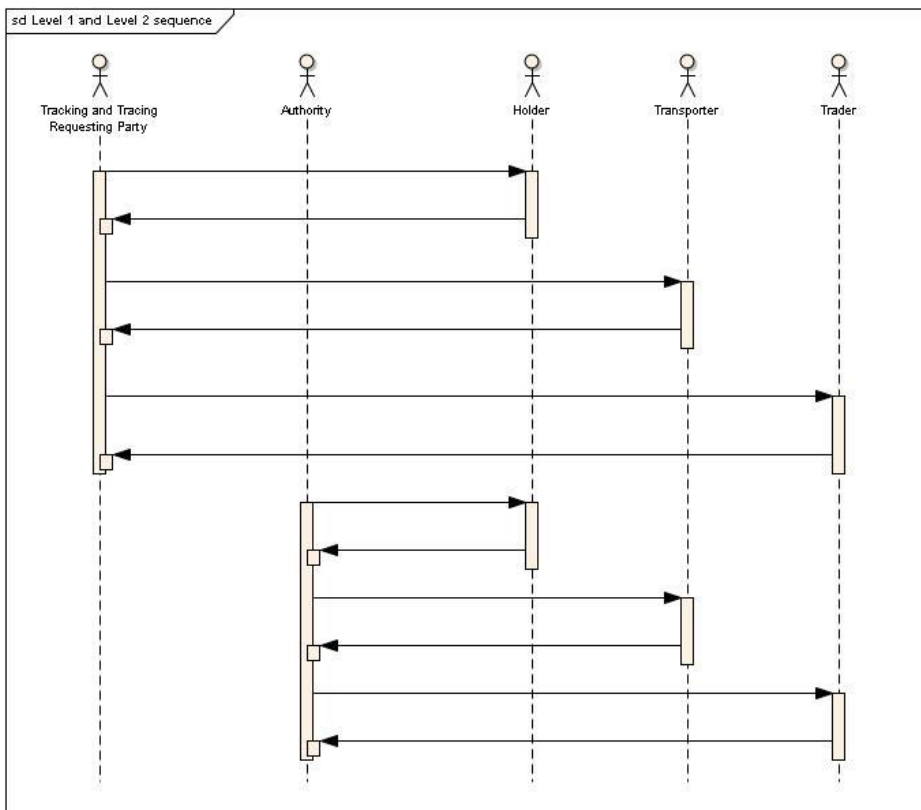 sd Level 1 and Level 2 sequence
Tracking and Tracing
Requesting Party
Authority
Holder
Transporter
Trader